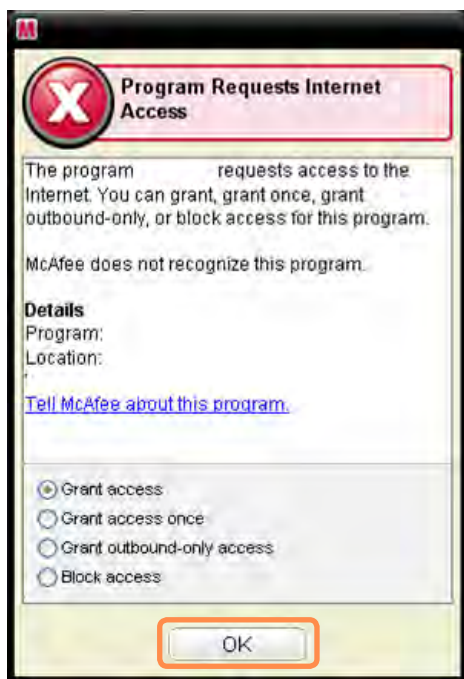 M
Program Requests Internet
Access
The program requests access to the
Internet. You can grant, grant once, grant
outbound-only, or block access for this program.
McAfee does not recognize this program.
Details
Program:
Location:
Tell McAfee about this program.
Grant access
Grant access once
Grant outbound-only access
Block access
OK